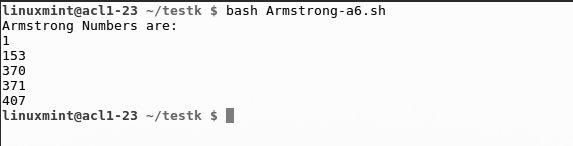 linuxmint@acl1-23 ~/testk $ bash Armstrong-a6.sh
Armstrong Numbers are:
1
153
370
371
407
linuxmint@acl1-23 ~/testk $